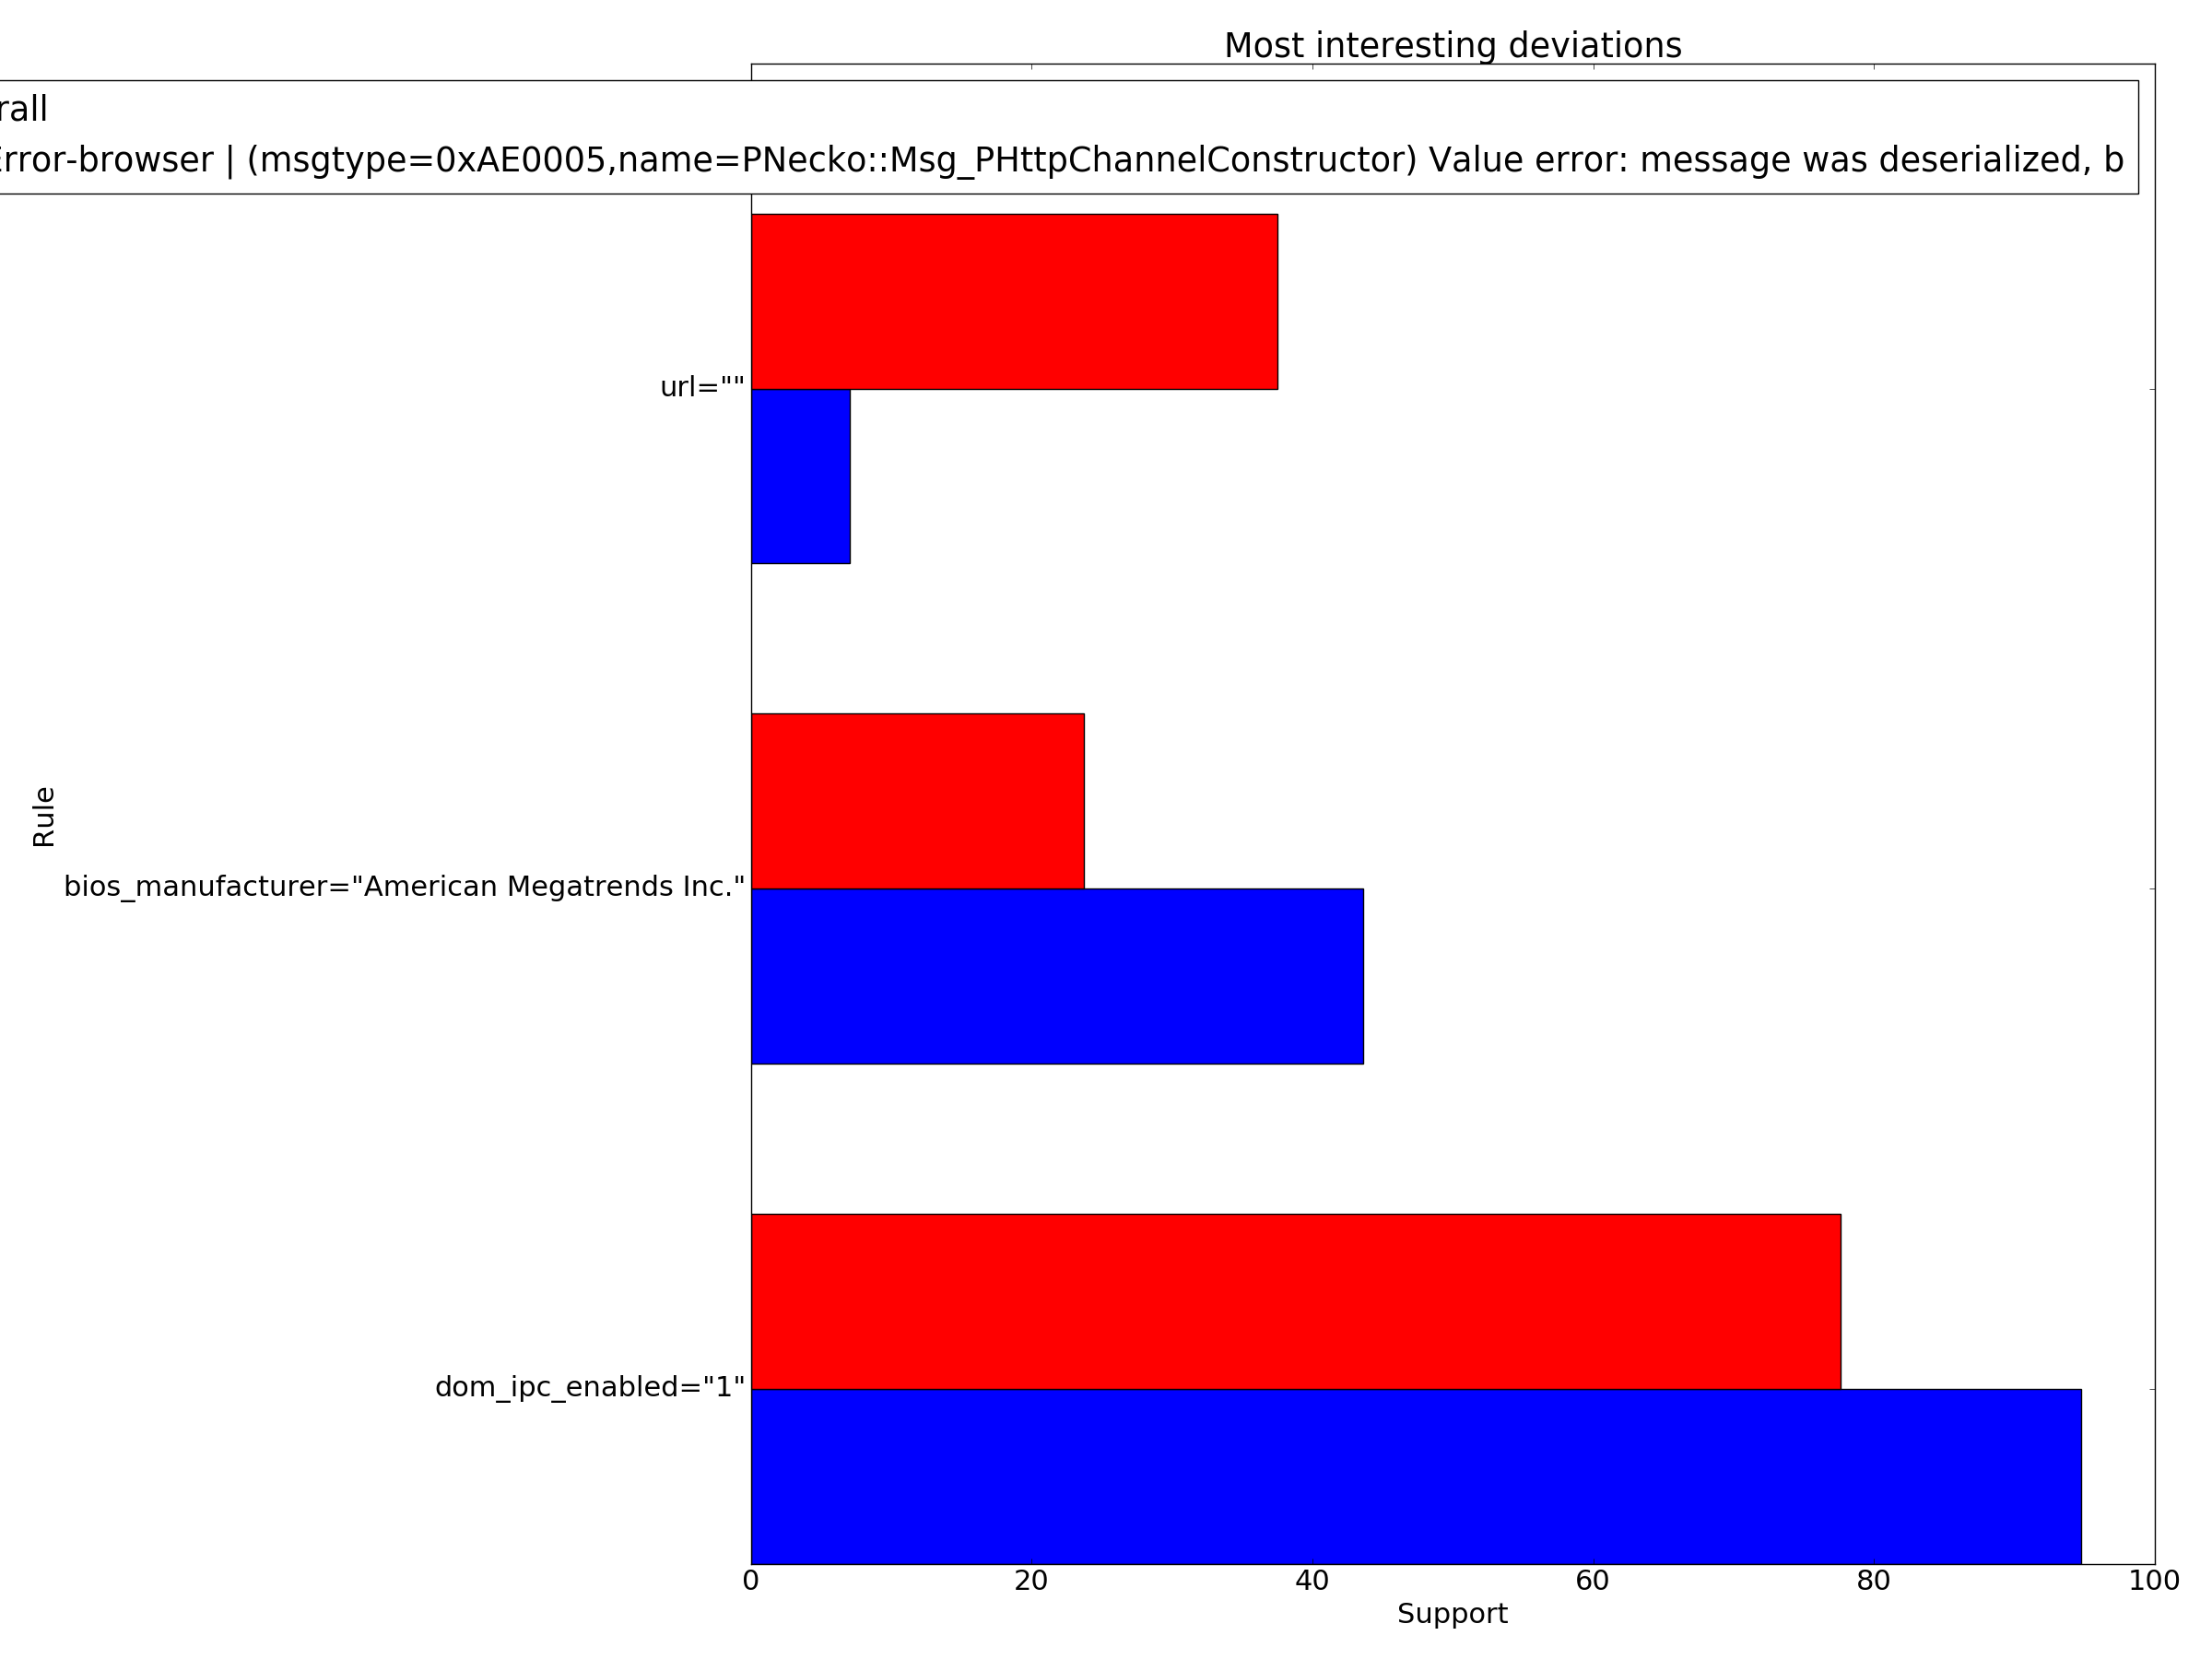 Most interesting deviations
rall
rror-browser | (msgtype=0xAE0005,name=PNecko::Msg_PHttpChannelConstructor) Value error: message was deserialized, b
url=""
Rule
bios_manufacturer="American Megatrends Inc."
dom_ipc_enabled="1"
0 20 40 60 80 100
Support